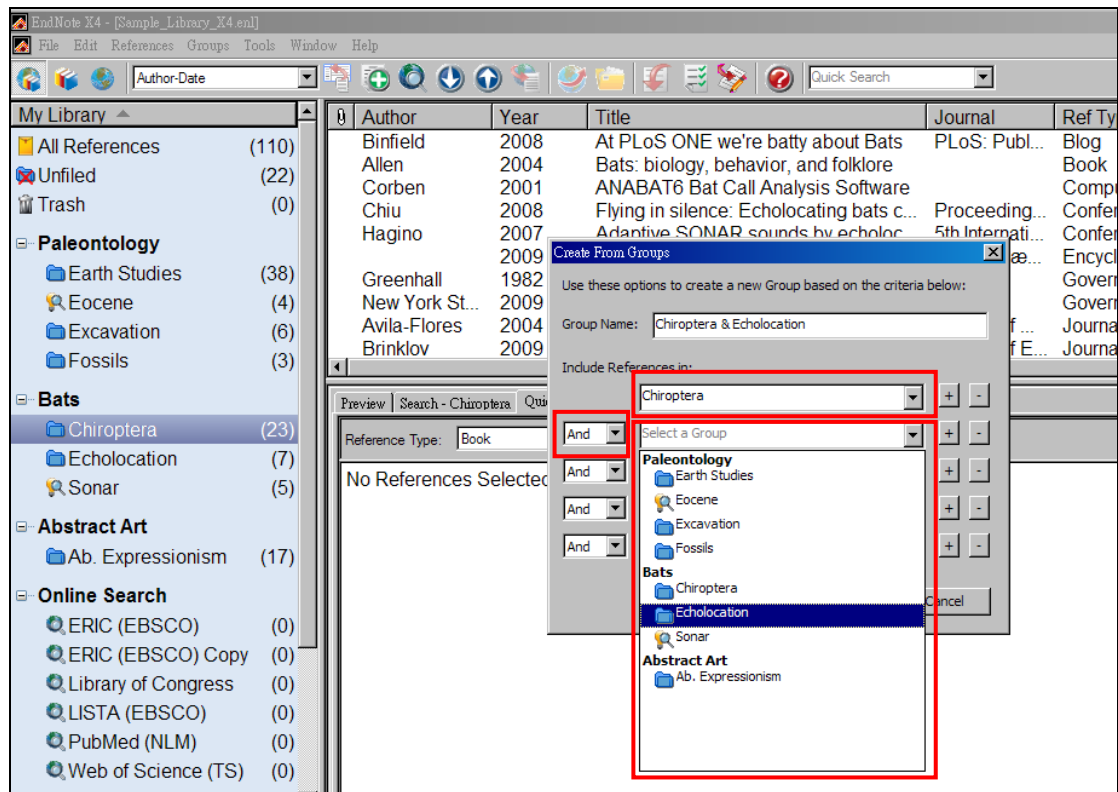 EndNote X4 - [Sample_Library_X4.enl]
File Edit References Groups Tools Window Help
Author-Date
Quick Search
My Library
All References (110)
Unfiled (22)
Trash (0)
Paleontology
Earth Studies (38)
Eocene (4)
Excavation (6)
Fossils (3)
Bats
Chiroptera (23)
Echolocation (7)
Sonar (5)
Abstract Art
Ab. Expressionism (17)
Online Search
ERIC (EBSCO) (0)
ERIC (EBSCO) Copy (0)
Library of Congress (0)
LISTA (EBSCO) (0)
PubMed (NLM) (0)
Web of Science (TS) (0)
Author Year Title Journal Ref Ty
Binfield 2008 At PLoS ONE we're batty about Bats PLoS: Publ... Blog
Allen 2004 Bats: biology, behavior, and folklore Book
Corben 2001 ANABAT6 Bat Call Analysis Software Compu
Chiu 2008 Flying in silence: Echolocating bats c... Proceeding... Confer
Hagino 2007 Adaptive SONAR sounds by echoloc... 5th Internati... Confer
2009 æ... Encycl
Greenhall 1982 Govern
New York St... 2009 Govern
Avila-Flores 2004 f ... Journa
Brinklov 2009 f E... Journa
Preview Search - Chiroptera Qui
Reference Type: Book
No References Selected
Create From Groups
Use these options to create a new Group based on the criteria below:
Group Name: Chiroptera & Echolocation
Include References in:
Chiroptera + -
And Select a Group + -
And + -
And + -
And + -
Paleontology
Earth Studies
Eocene
Excavation
Fossils
Bats
Chiroptera
Echolocation
Sonar
Abstract Art
Ab. Expressionism
Cancel